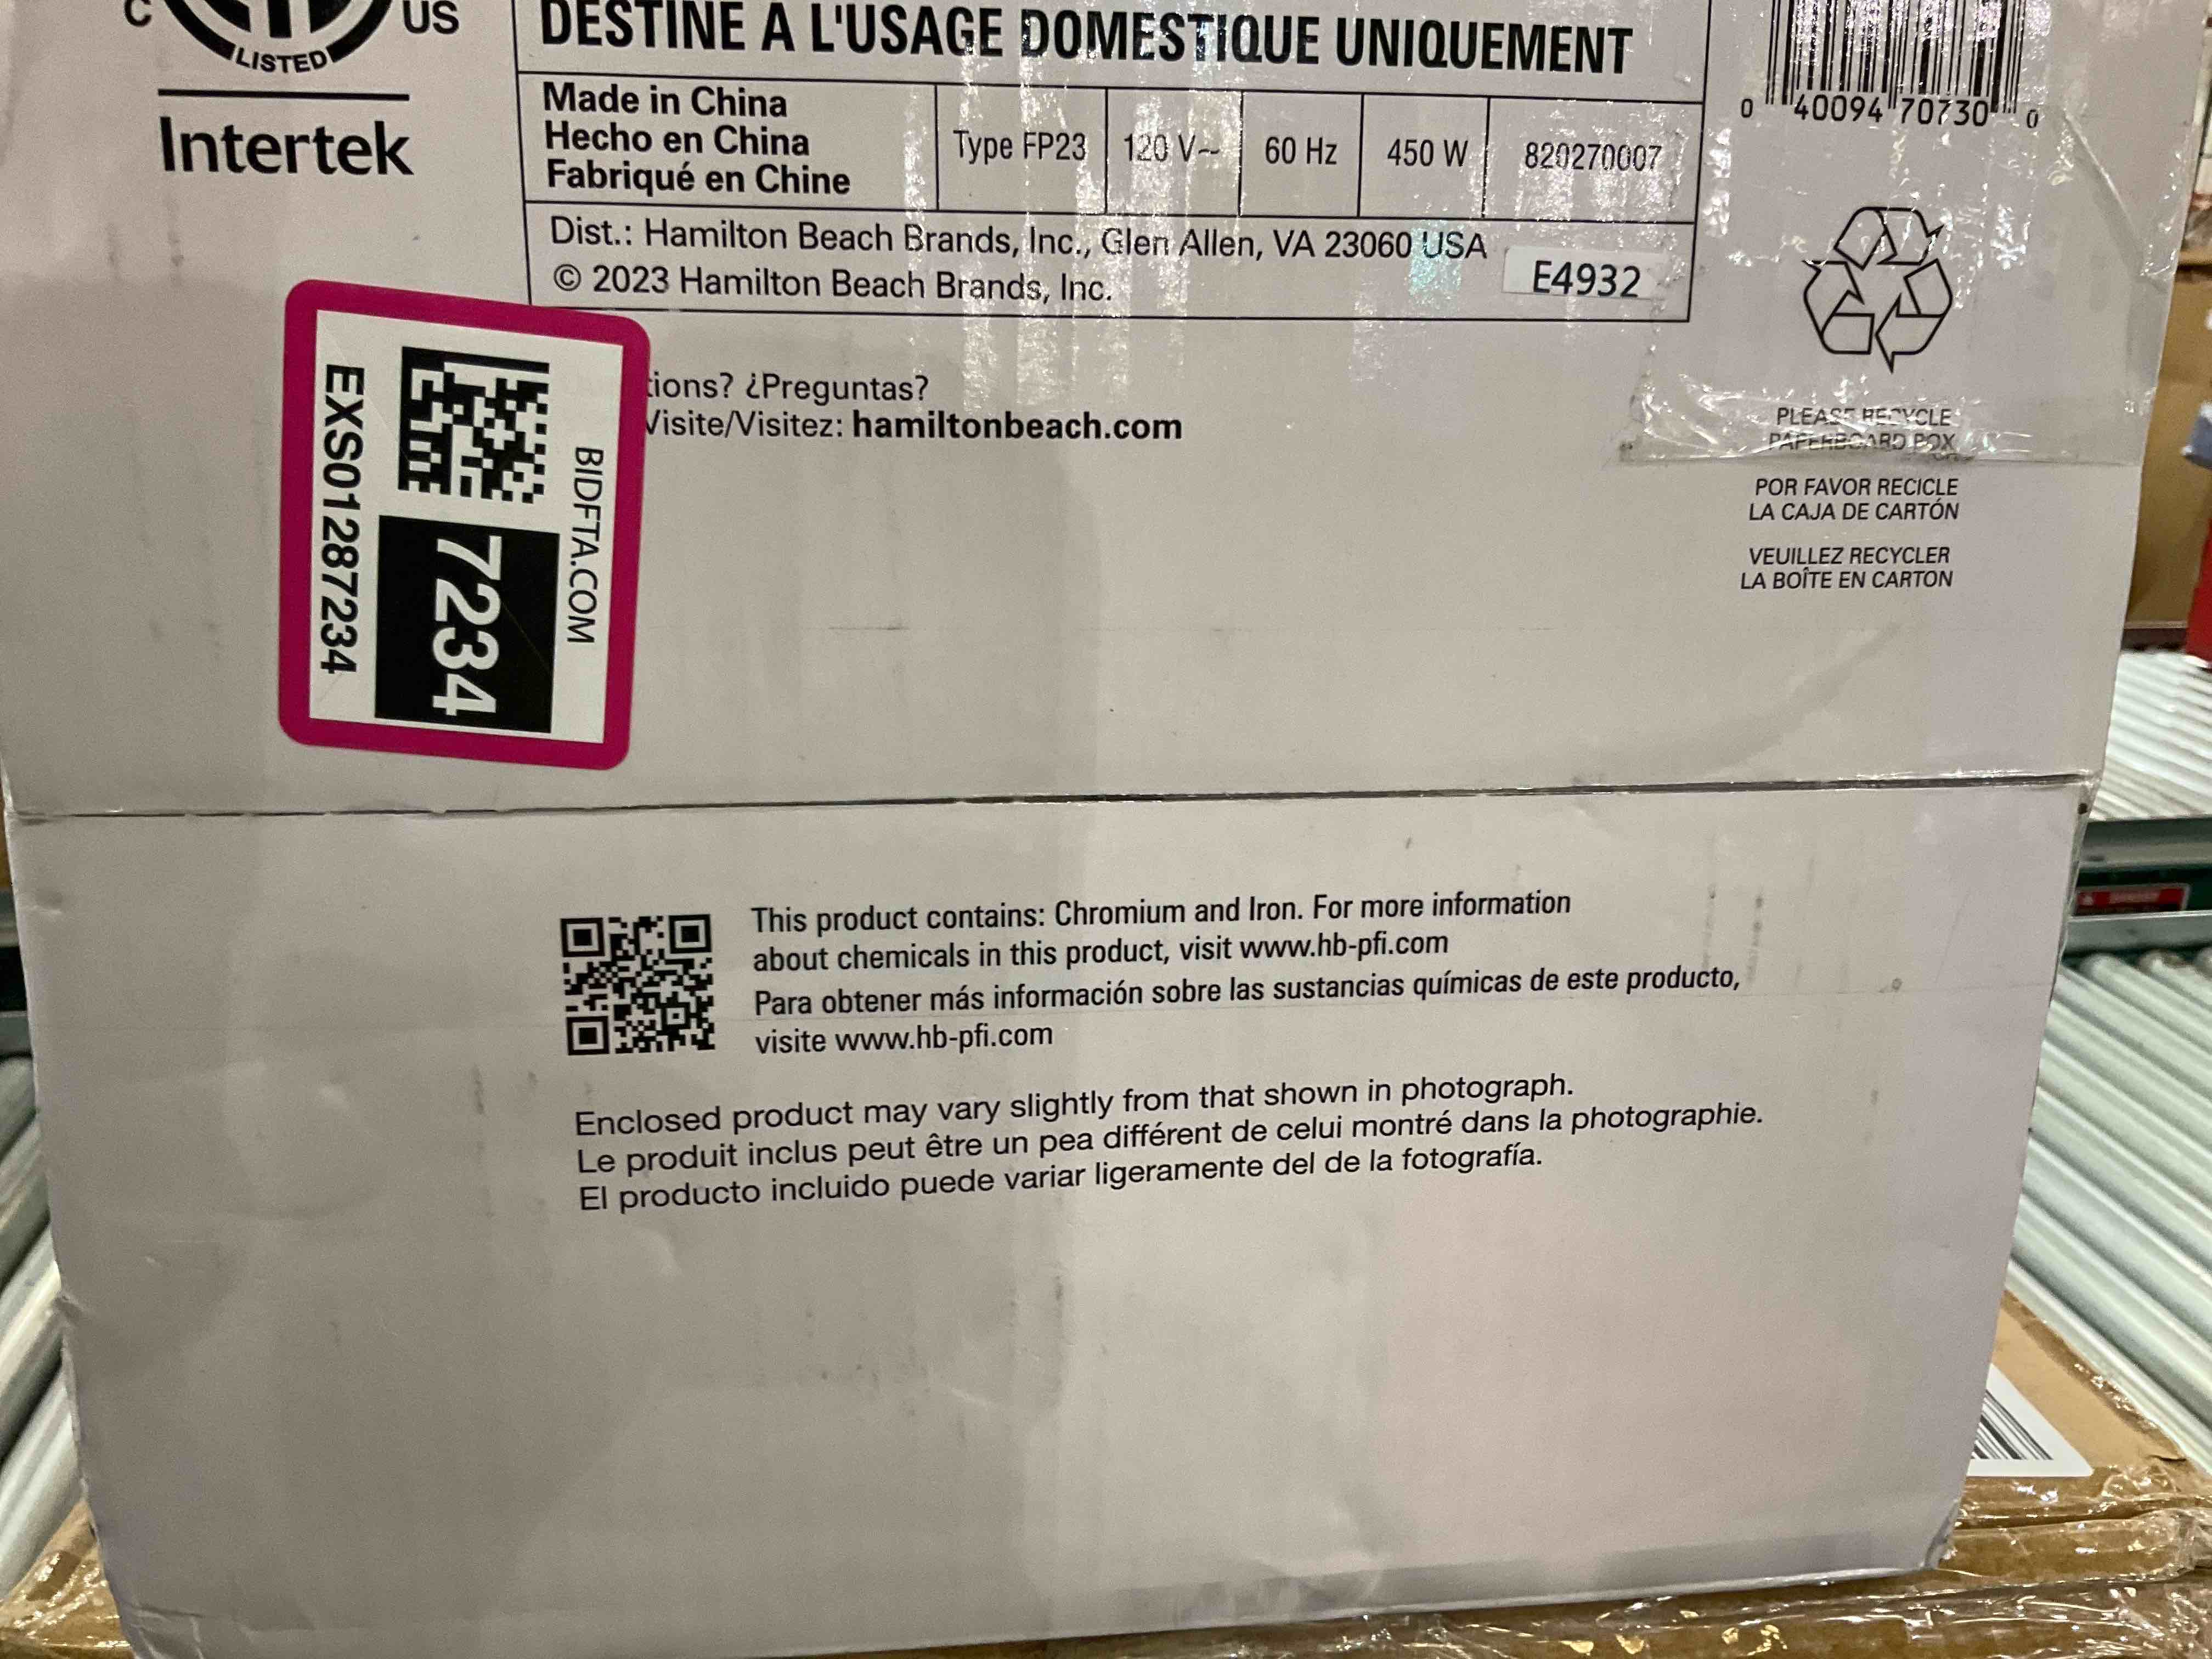 C US
LISTED
Intertek
DESTINÉ À L'USAGE DOMESTIQUE UNIQUEMENT
Made in China
Hecho en China
Fabriqué en Chine
Type FP23
120 V~
60 Hz
450 W
820270007
Dist.: Hamilton Beach Brands, Inc., Glen Allen, VA 23060 USA
© 2023 Hamilton Beach Brands, Inc.
E4932
0 40094 70730 0
tions? ¿Preguntas?
Visite/Visitez: hamiltonbeach.com
BIDFTA.COM
7234
EXS01287234
PLEASE RECYCLE
PAPERBOARD BOX
POR FAVOR RECICLE
LA CAJA DE CARTÓN
VEUILLEZ RECYCLER
LA BOÎTE EN CARTON
This product contains: Chromium and Iron. For more information
about chemicals in this product, visit www.hb-pfi.com
Para obtener más información sobre las sustancias químicas de este producto,
visite www.hb-pfi.com
Enclosed product may vary slightly from that shown in photograph.
Le produit inclus peut être un pea différent de celui montré dans la photographie.
El producto incluido puede variar ligeramente del de la fotografía.